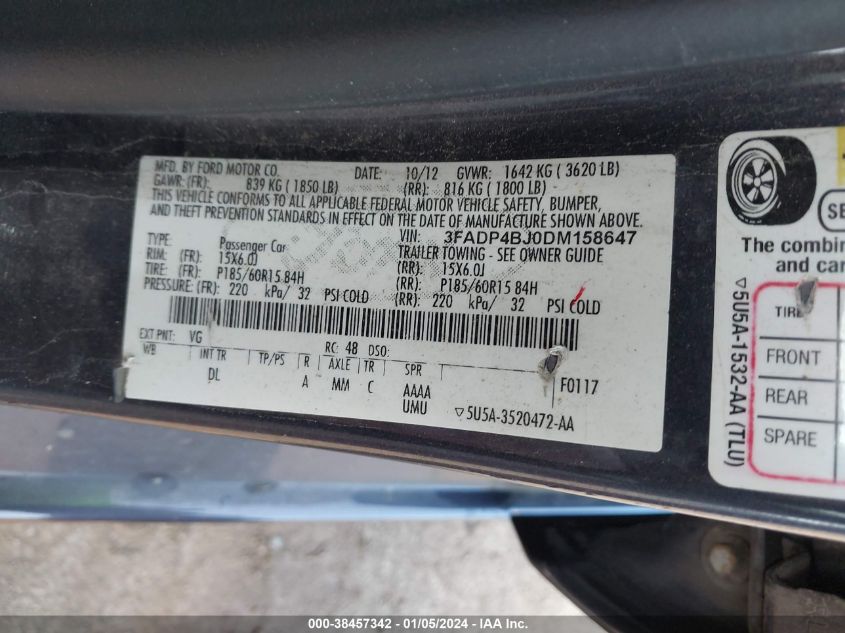 MFD. BY FORD MOTOR CO. DATE: 10/12 GVWR: 1642 KG ( 3620 LB)
GAWR: (FR): 839 KG ( 1850 LB) (RR): 816 KG ( 1800 LB)
THIS VEHICLE CONFORMS TO ALL APPLICABLE FEDERAL MOTOR VEHICLE SAFETY, BUMPER,
AND THEFT PREVENTION STANDARDS IN EFFECT ON THE DATE OF MANUFACTURE SHOWN ABOVE.
VIN: 3FADP4BJ0DM158647
TYPE: Passenger Car TRAILER TOWING - SEE OWNER GUIDE
RIM: (FR): 15X6.0J (RR): 15X6.0J
TIRE: (FR): P185/60R15 84H (RR): P185/60R15 84H
PRESSURE: (FR): 220 kPa/ 32 PSI COLD (RR): 220 kPa/ 32 PSI COLD
EXT PNT: VG RC: 48 DSO:
WB INT TR TP/PS R AXLE TR SPR
DL A MM C AAAA
UMU
F0117
▽5U5A-3520472-AA
The combin
and car
▽5U5A-1532-AA (TLU)
FRONT
REAR
SPARE
000-38457342 - 01/05/2024 - IAAI.COM